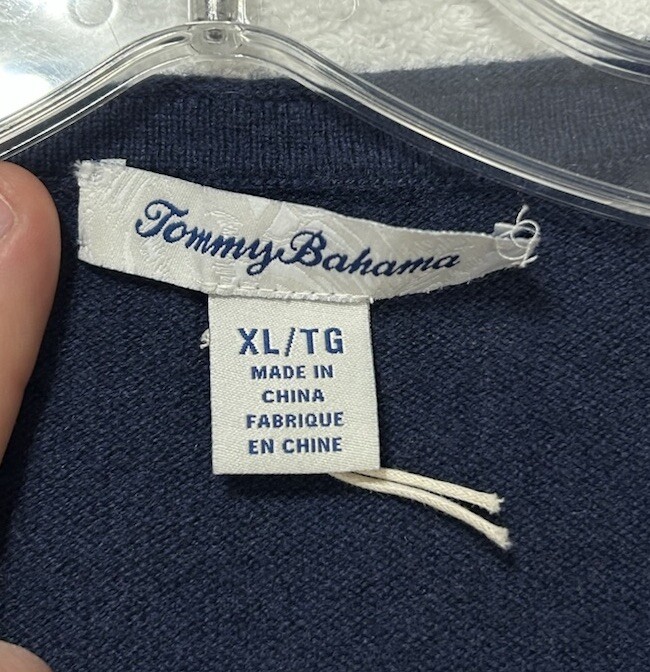 Tommy Bahama
XL/TG
MADE IN
CHINA
FABRIQUE
EN CHINE